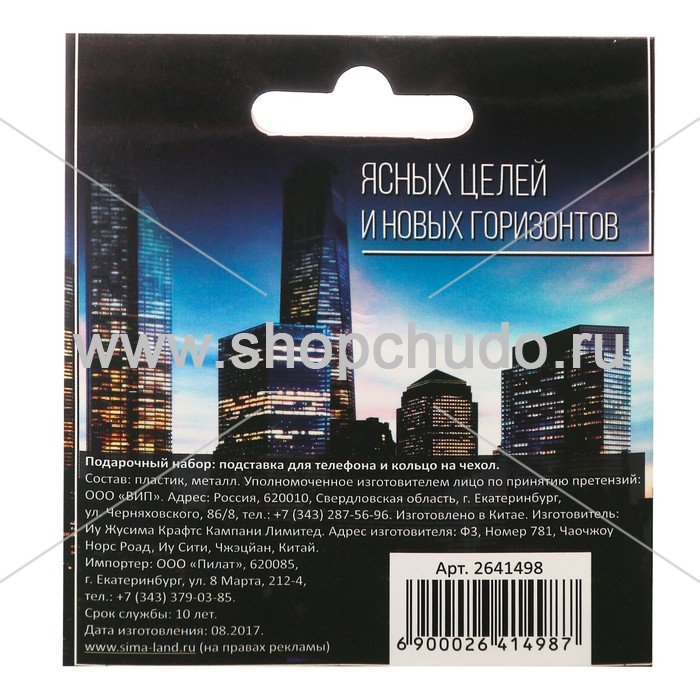 ЯСНЫХ ЦЕЛЕЙ
И НОВЫХ ГОРИЗОНТОВ
www.shopchudo.ru
Подарочный набор: подставка для телефона и кольцо на чехол.
Состав: пластик, металл. Уполномоченное изготовителем лицо по принятию претензий:
ООО «ВИП». Адрес: Россия, 620010, Свердловская область, г. Екатеринбург,
ул. Черняховского, 86/8, тел.: +7 (343) 287-56-96. Изготовлено в Китае. Изготовитель:
Иу Жусима Крафтс Кампани Лимитед. Адрес изготовителя: Ф3, Номер 781, Чаочжоу
Норс Роад, Иу Сити, Чжэцйан, Китай.
Импортер: ООО «Пилат», 620085,
г. Екатеринбург, ул. 8 Марта, 212-4,
тел.: +7 (343) 379-03-85.
Срок службы: 10 лет.
Дата изготовления: 08.2017.
www.sima-land.ru (на правах рекламы)
Арт. 2641498
6 900026 414987